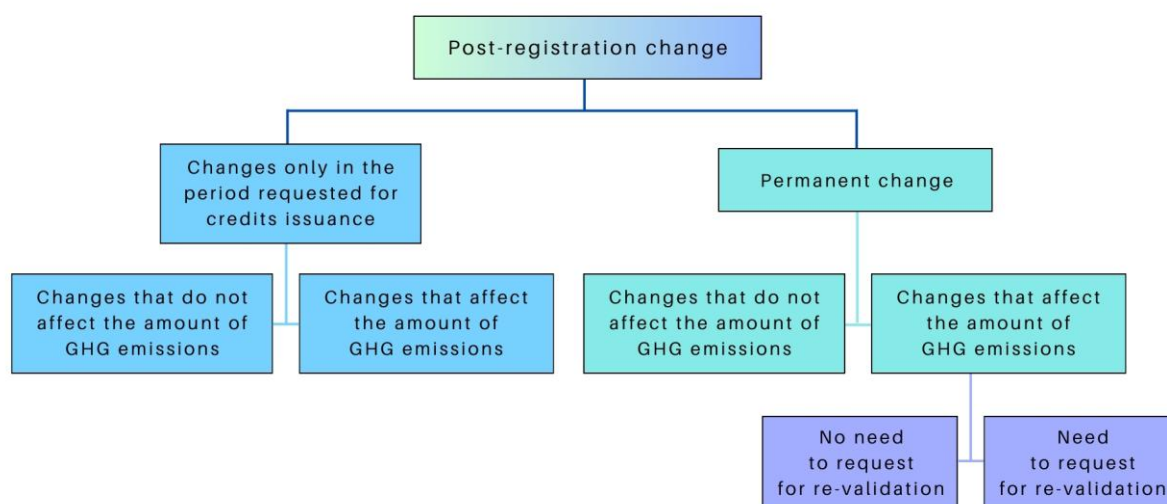 Post-registration change
Changes only in the
period requested for
credits issuance
Permanent change
Changes that do not
affect the amount of
GHG emissions
Changes that affect
the amount of
GHG emissions
Changes that do not
affect the amount of
GHG emissions
Changes that affect
the amount of
GHG emissions
No need
to request
for re-validation
Need
to request
for re-validation